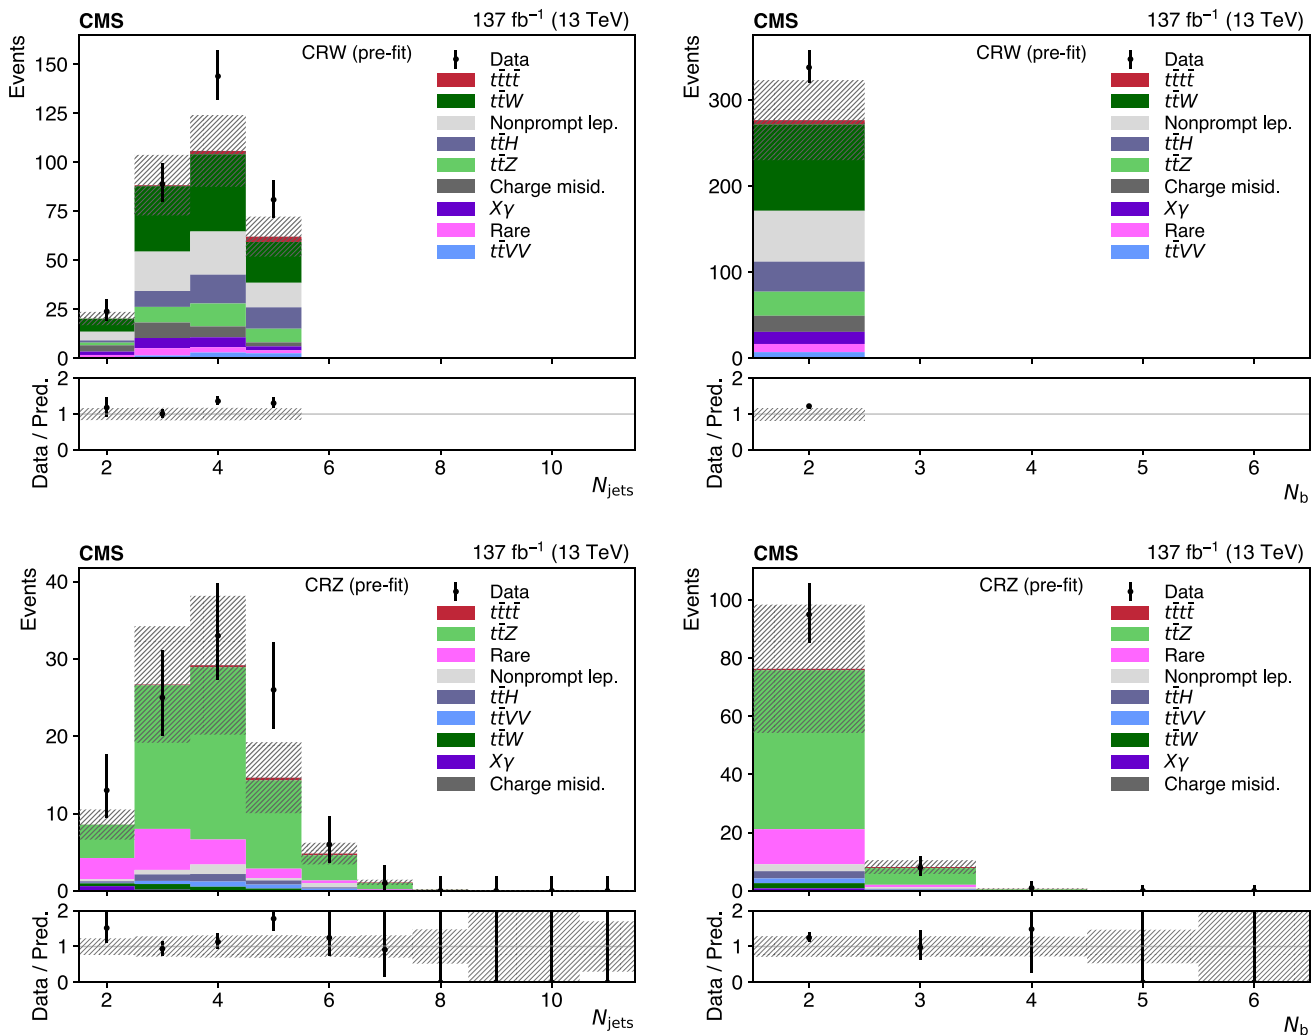 CMS 137 fb⁻¹ (13 TeV)
Events
CRW (pre-fit)
Data
tt̄tt̄
tt̄W
Nonprompt lep.
tt̄H
tt̄Z
Charge misid.
Xγ
Rare
tt̄VV
150
125
100
75
50
25
0
Data / Pred.
2
1
0
2 4 6 8 10
N_jets
CMS 137 fb⁻¹ (13 TeV)
Events
CRW (pre-fit)
Data
tt̄tt̄
tt̄W
Nonprompt lep.
tt̄H
tt̄Z
Charge misid.
Xγ
Rare
tt̄VV
300
200
100
0
Data / Pred.
2
1
0
2 3 4 5 6
N_b
CMS 137 fb⁻¹ (13 TeV)
Events
CRZ (pre-fit)
Data
tt̄tt̄
tt̄Z
Rare
Nonprompt lep.
tt̄H
tt̄VV
tt̄W
Xγ
Charge misid.
40
30
20
10
0
Data / Pred.
2
1
0
2 4 6 8 10
N_jets
CMS 137 fb⁻¹ (13 TeV)
Events
CRZ (pre-fit)
Data
tt̄tt̄
tt̄Z
Rare
Nonprompt lep.
tt̄H
tt̄VV
tt̄W
Xγ
Charge misid.
100
80
60
40
20
0
Data / Pred.
2
1
0
2 3 4 5 6
N_b